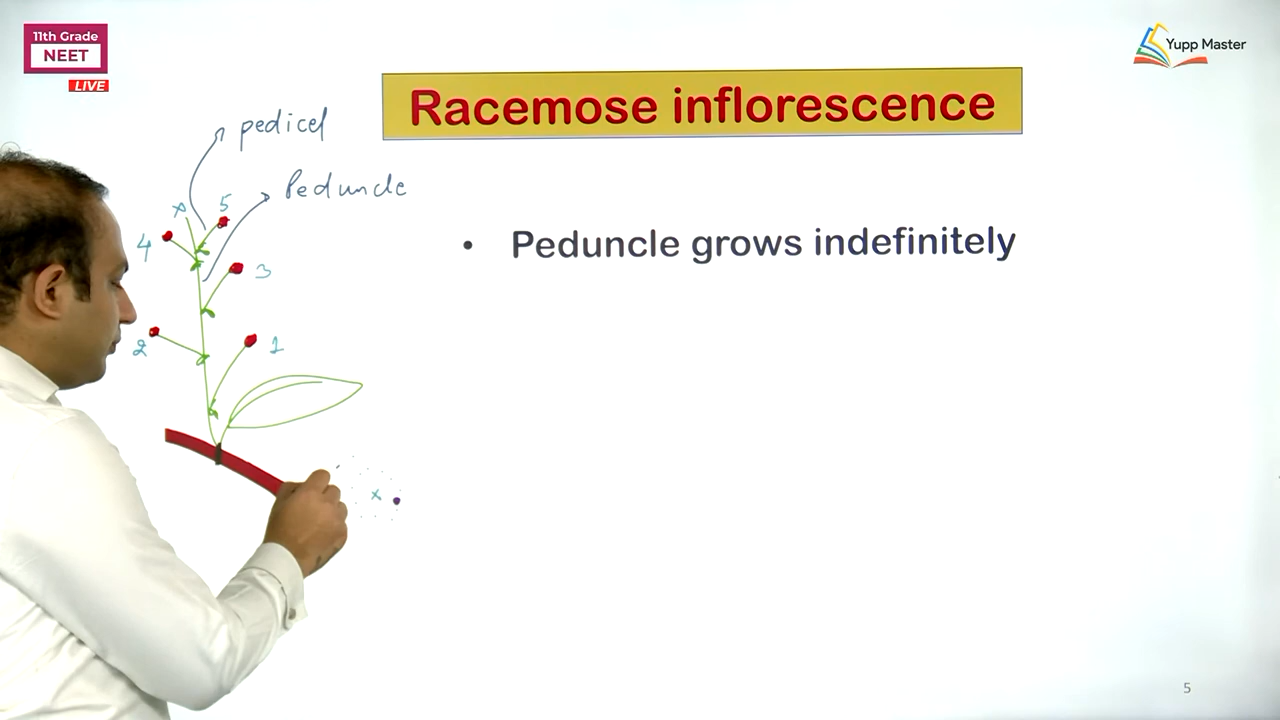 11th Grade
NEET
LIVE
Yupp Master
Racemose inflorescence
pedicel
Peduncle
x
5
4
3
2
1
• Peduncle grows indefinitely
x
5